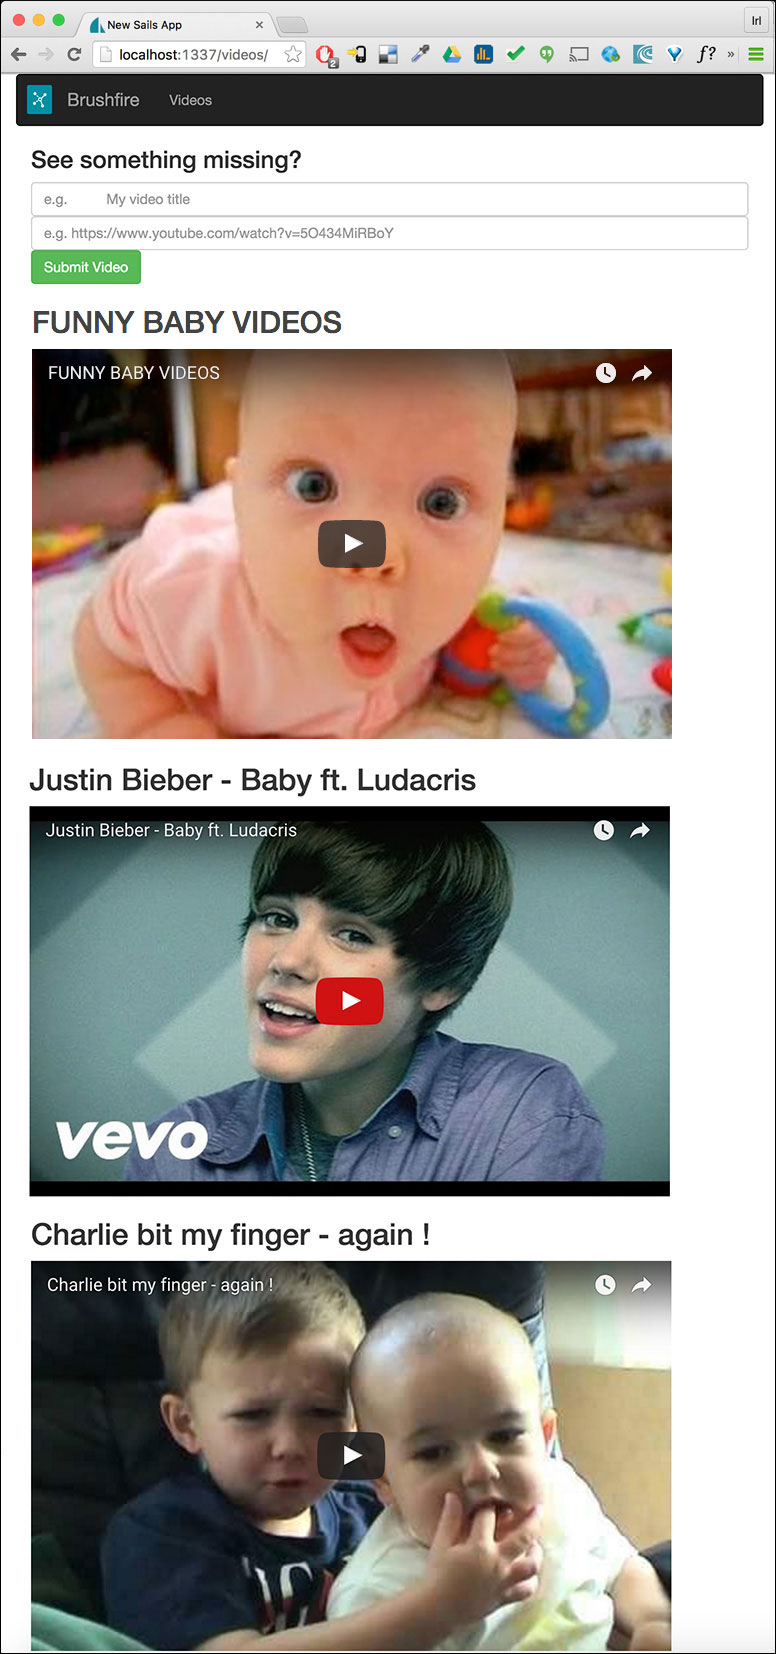 New Sails App
Irl
localhost:1337/videos/
2
f?
»
Brushfire Videos
See something missing?
e.g. My video title
e.g. https://www.youtube.com/watch?v=5O434MiRBoY
Submit Video
FUNNY BABY VIDEOS
FUNNY BABY VIDEOS
Justin Bieber - Baby ft. Ludacris
Justin Bieber - Baby ft. Ludacris
vevo
Charlie bit my finger - again !
Charlie bit my finger - again !